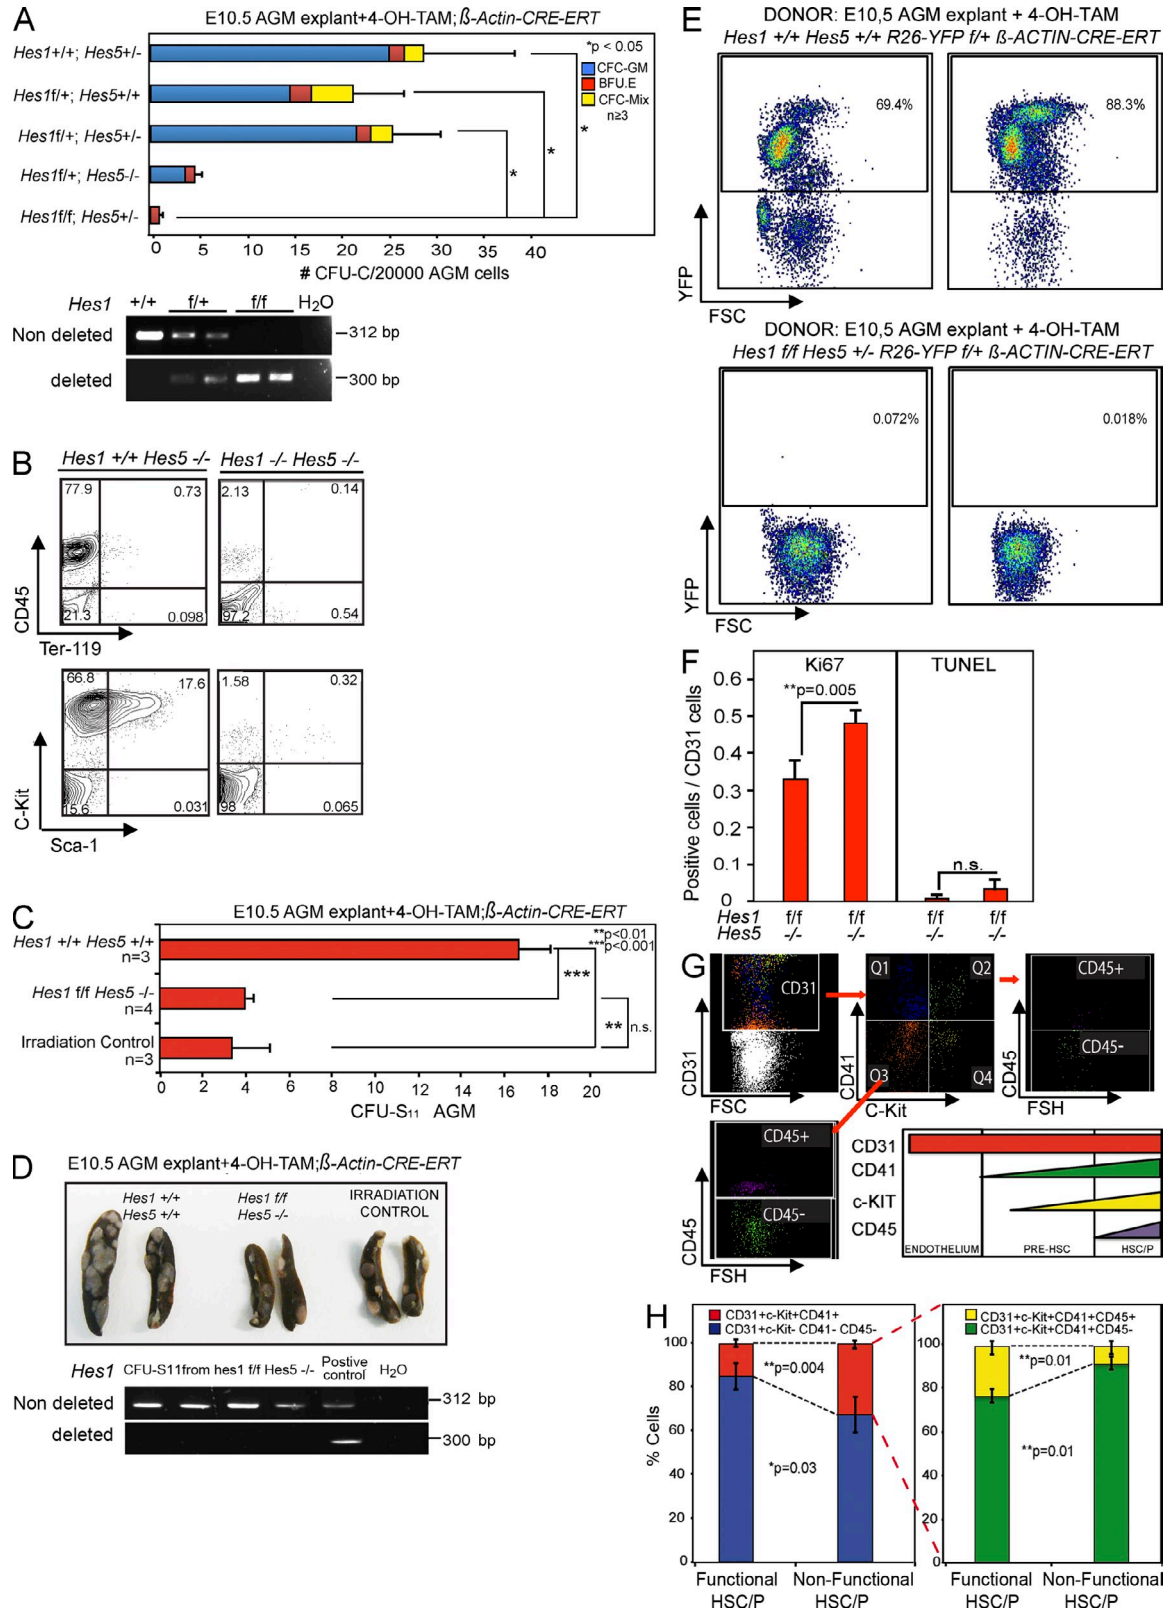 A
E10.5 AGM explant+4-OH-TAM;ß-Actin-CRE-ERT
Hes1+/+; Hes5+/-
Hes1f/+; Hes5+/+
Hes1f/+; Hes5+/-
Hes1f/+; Hes5-/-
Hes1f/f; Hes5+/-
*p < 0.05
CFC-GM
BFU.E
CFC-Mix
n≥3
*
*
*
0 5 10 15 20 25 30 35 40
# CFU-C/20000 AGM cells
Hes1 +/+ f/+ f/f H2O
Non deleted 312 bp
deleted 300 bp
B
Hes1 +/+ Hes5 -/- Hes1 -/- Hes5 -/-
77.9 0.73 2.13 0.14
21.3 0.098 97.2 0.54
CD45
Ter-119
66.8 17.6 1.58 0.32
15.6 0.031 98 0.065
C-Kit
Sca-1
C
E10.5 AGM explant+4-OH-TAM;ß-Actin-CRE-ERT
Hes1 +/+ Hes5 +/+
n=3
Hes1 f/f Hes5 -/-
n=4
Irradiation Control
n=3
**p<0.01
***p<0.001
***
**
n.s.
0 2 4 6 8 10 12 14 16 18 20
CFU-S11 AGM
D
E10.5 AGM explant+4-OH-TAM;ß-Actin-CRE-ERT
Hes1 +/+
Hes5 +/+
Hes1 f/f
Hes5 -/-
IRRADIATION
CONTROL
Hes1 CFU-S11from hes1 f/f Hes5 -/- Postive control H2O
Non deleted 312 bp
deleted 300 bp
E
DONOR: E10,5 AGM explant + 4-OH-TAM
Hes1 +/+ Hes5 +/+ R26-YFP f/+ ß-ACTIN-CRE-ERT
69.4% 88.3%
YFP
FSC
DONOR: E10,5 AGM explant + 4-OH-TAM
Hes1 f/f Hes5 +/- R26-YFP f/+ ß-ACTIN-CRE-ERT
0.072% 0.018%
YFP
FSC
F
Ki67 TUNEL
**p=0.005
n.s.
Positive cells / CD31 cells
0.6
0.5
0.4
0.3
0.2
0.1
0
Hes1 f/f f/f f/f f/f
Hes5 -/- -/- -/- -/-
G
CD31
CD31
FSC
Q1 Q2
Q3 Q4
CD41
C-Kit
CD45+
CD45-
CD45
FSH
CD45+
CD45-
CD45
FSH
CD31
CD41
c-KIT
CD45
ENDOTHELIUM PRE-HSC HSC/P
H
CD31+c-Kit+CD41+
CD31+c-Kit- CD41- CD45-
CD31+c-Kit+CD41+CD45+
CD31+c-Kit+CD41+CD45-
% Cells
100
80
60
40
20
0
**p=0.004
*p=0.03
100
80
60
40
20
0
**p=0.01
**p=0.01
Functional HSC/P
Non-Functional HSC/P
Functional HSC/P
Non-Functional HSC/P